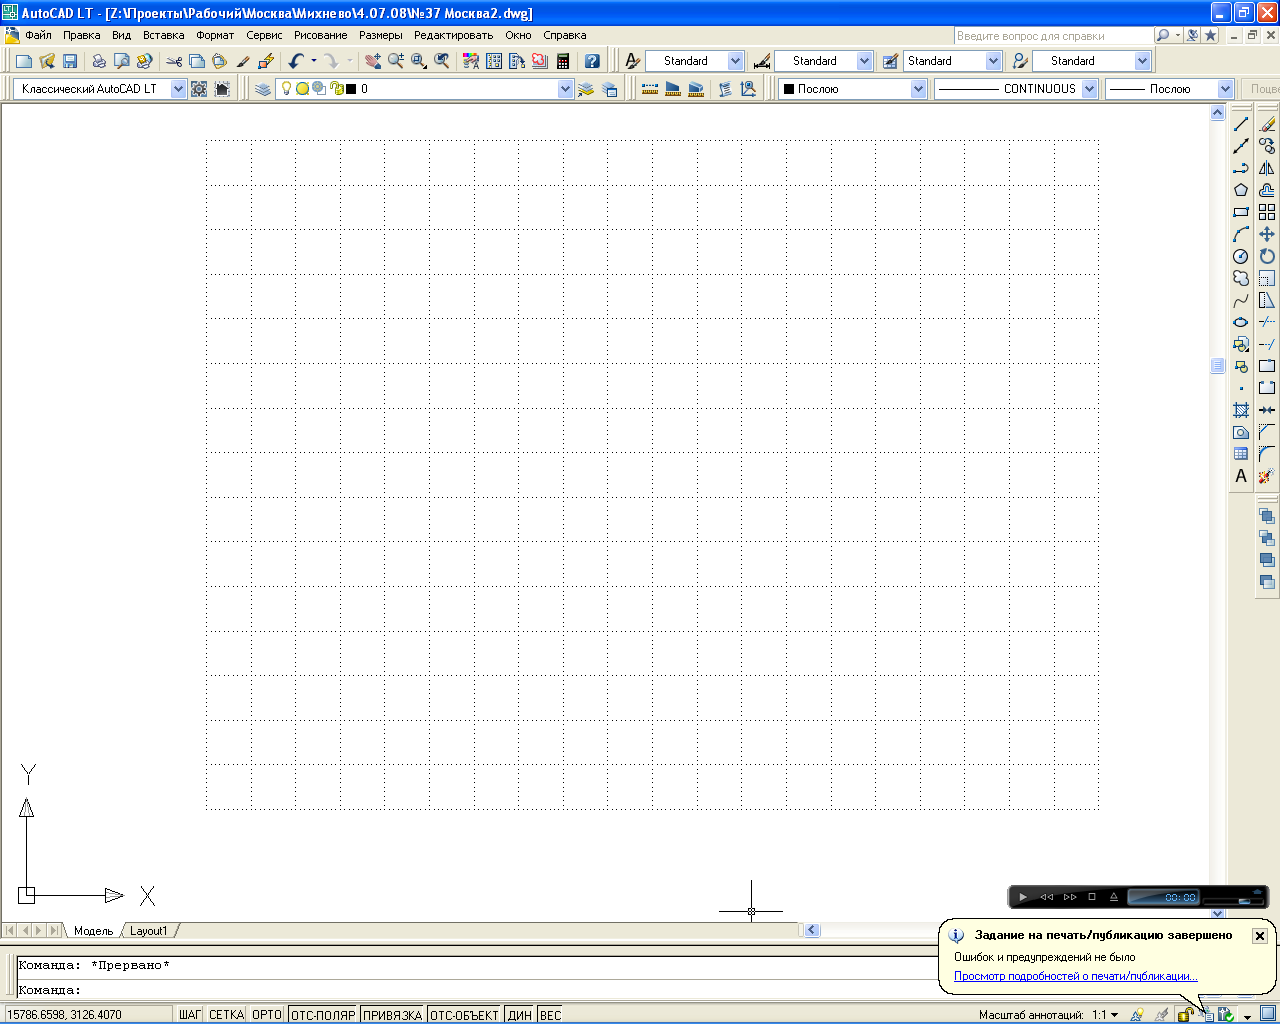 AutoCAD LT - [Z:\Проекты\Рабочий\Москва\Михнево\4.07.08\№37 Москва2.dwg]
Файл Правка Вид Вставка Формат Сервис Рисование Размеры Редактировать Окно Справка Введите вопрос для справки
Standard Standard Standard Standard
Классический AutoCAD LT 0 Послою CONTINUOUS Послою Поцве
A
Y
X
00:00
Модель Layout1
Задание на печать/публикацию завершено
Ошибок и предупреждений не было
Просмотр подробностей о печати/публикации...
Команда: *Прервано*
Команда:
15786.6598, 3126.4070 ШАГ СЕТКА ОРТО ОТС-ПОЛЯР ПРИВЯЗКА ОТС-ОБЪЕКТ ДИН ВЕС Масштаб аннотаций: 1:1